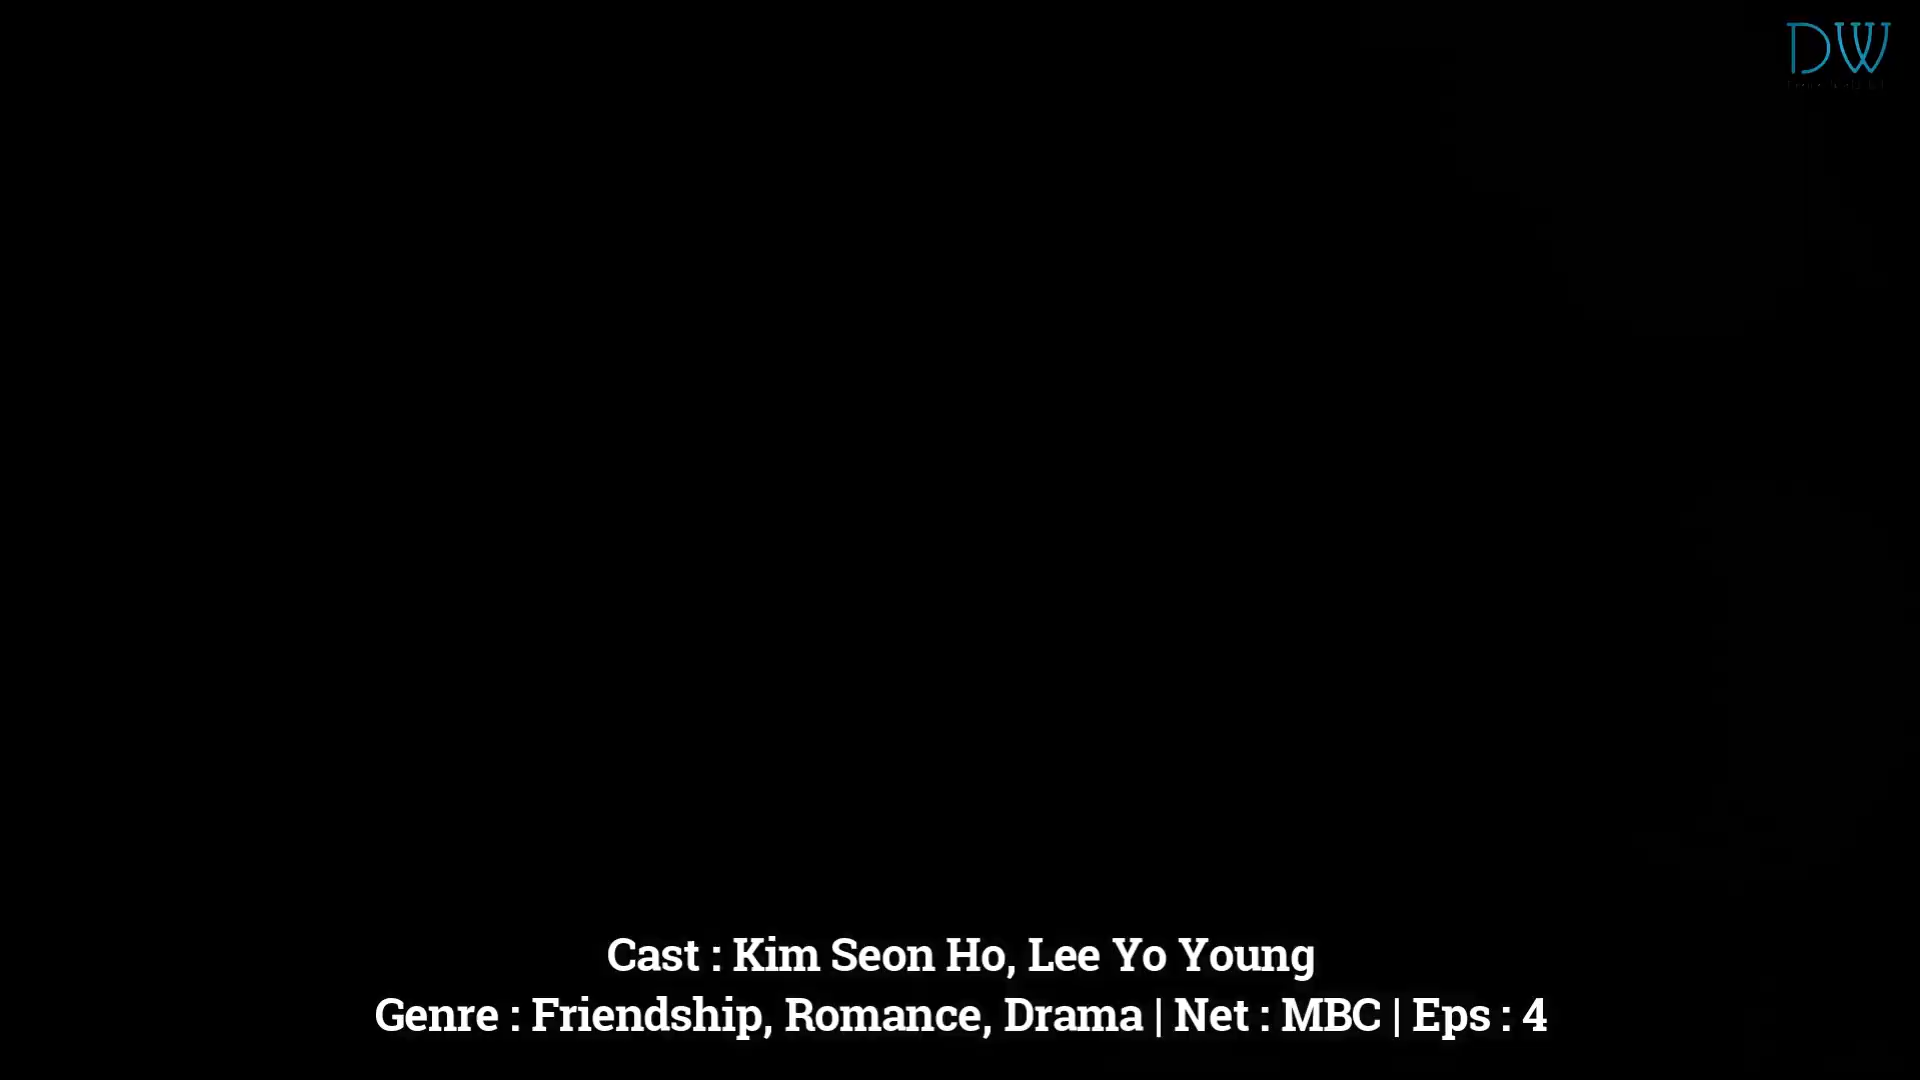 DW
Cast : Kim Seon Ho, Lee Yo Young
Genre : Friendship, Romance, Drama | Net : MBC | Eps : 4